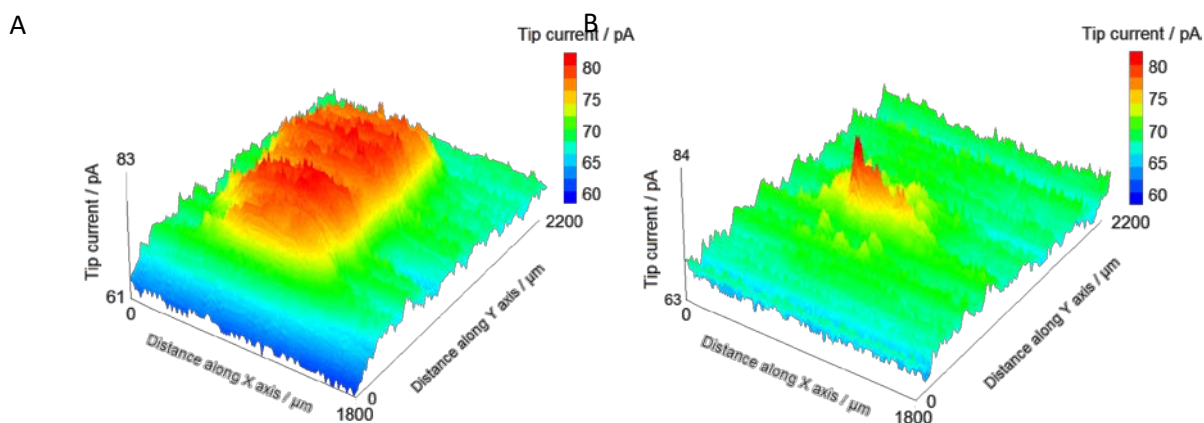 A
Tip current / pA
80
75
70
65
60
83
Tip current / pA
61
0
Distance along X axis / µm
1800
0
Distance along Y axis / µm
2200
B
Tip current / pA
80
75
70
65
60
84
Tip current / pA
63
0
Distance along X axis / µm
1800
0
Distance along Y axis / µm
2200